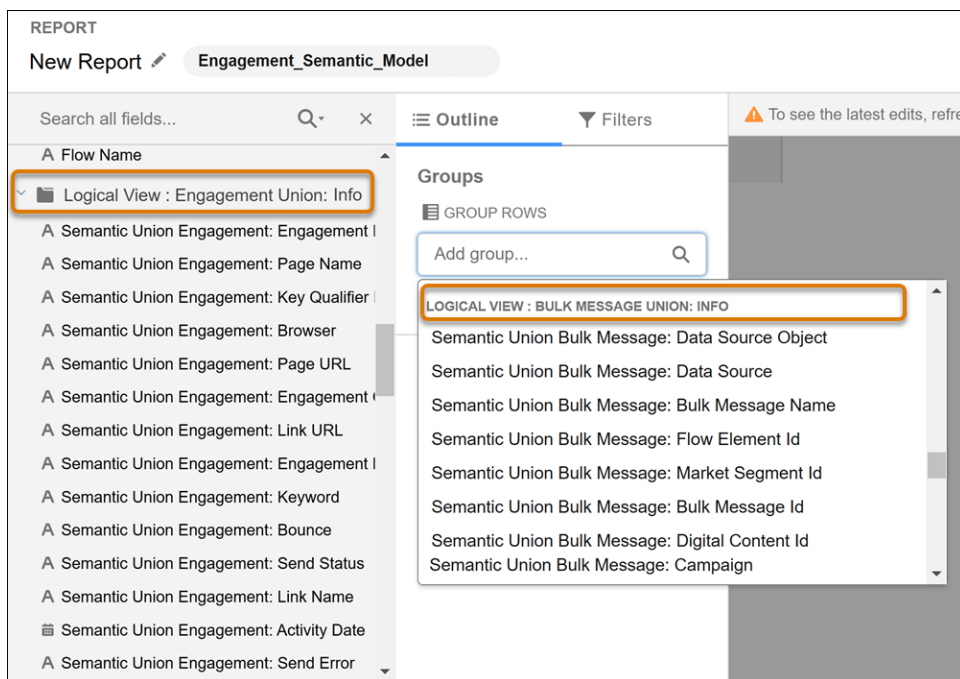 REPORT
New Report
Engagement_Semantic_Model
Search all fields...
Flow Name
Logical View : Engagement Union: Info
Semantic Union Engagement: Engagement
Semantic Union Engagement: Page Name
Semantic Union Engagement: Key Qualifier
Semantic Union Engagement: Browser
Semantic Union Engagement: Page URL
Semantic Union Engagement: Engagement
Semantic Union Engagement: Link URL
Semantic Union Engagement: Engagement
Semantic Union Engagement: Keyword
Semantic Union Engagement: Bounce
Semantic Union Engagement: Send Status
Semantic Union Engagement: Link Name
Semantic Union Engagement: Activity Date
Semantic Union Engagement: Send Error
Outline
Filters
Groups
GROUP ROWS
Add group...
LOGICAL VIEW : BULK MESSAGE UNION: INFO
Semantic Union Bulk Message: Data Source Object
Semantic Union Bulk Message: Data Source
Semantic Union Bulk Message: Bulk Message Name
Semantic Union Bulk Message: Flow Element Id
Semantic Union Bulk Message: Market Segment Id
Semantic Union Bulk Message: Bulk Message Id
Semantic Union Bulk Message: Digital Content Id
Semantic Union Bulk Message: Campaign
To see the latest edits, refre